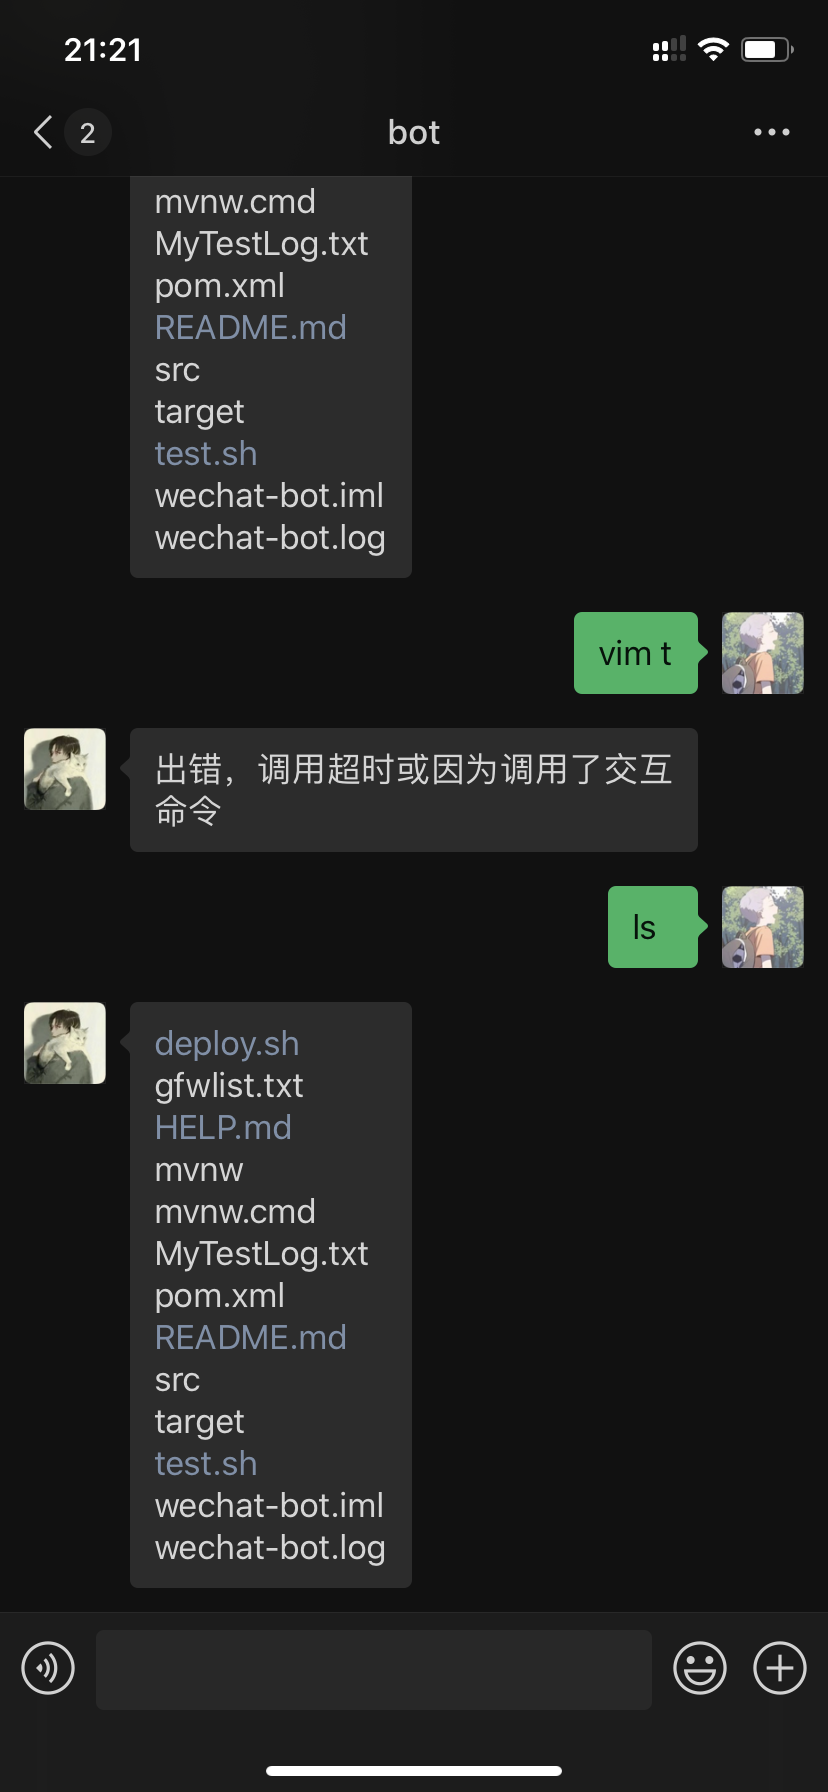 21:21
2
bot
mvnw.cmd
MyTestLog.txt
pom.xml
README.md
src
target
test.sh
wechat-bot.iml
wechat-bot.log
vim t
出错，调用超时或因为调用了交互
命令
ls
deploy.sh
gfwlist.txt
HELP.md
mvnw
mvnw.cmd
MyTestLog.txt
pom.xml
README.md
src
target
test.sh
wechat-bot.iml
wechat-bot.log